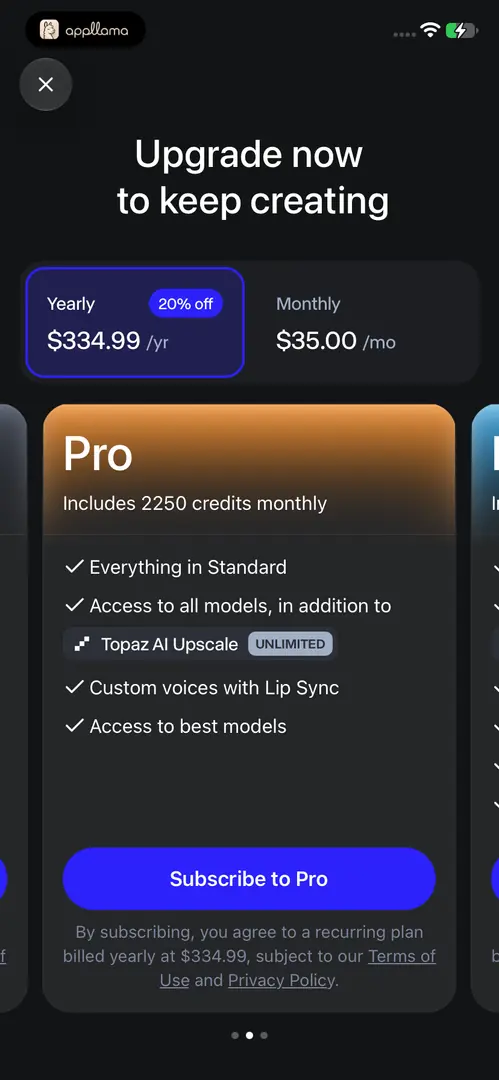 appllama
Upgrade now
to keep creating
Yearly
20% off
$334.99 /yr
Monthly
$35.00 /mo
Pro
Includes 2250 credits monthly
Everything in Standard
Access to all models, in addition to
Topaz AI Upscale UNLIMITED
Custom voices with Lip Sync
Access to best models
Subscribe to Pro
By subscribing, you agree to a recurring plan
billed yearly at $334.99, subject to our Terms of
Use and Privacy Policy.